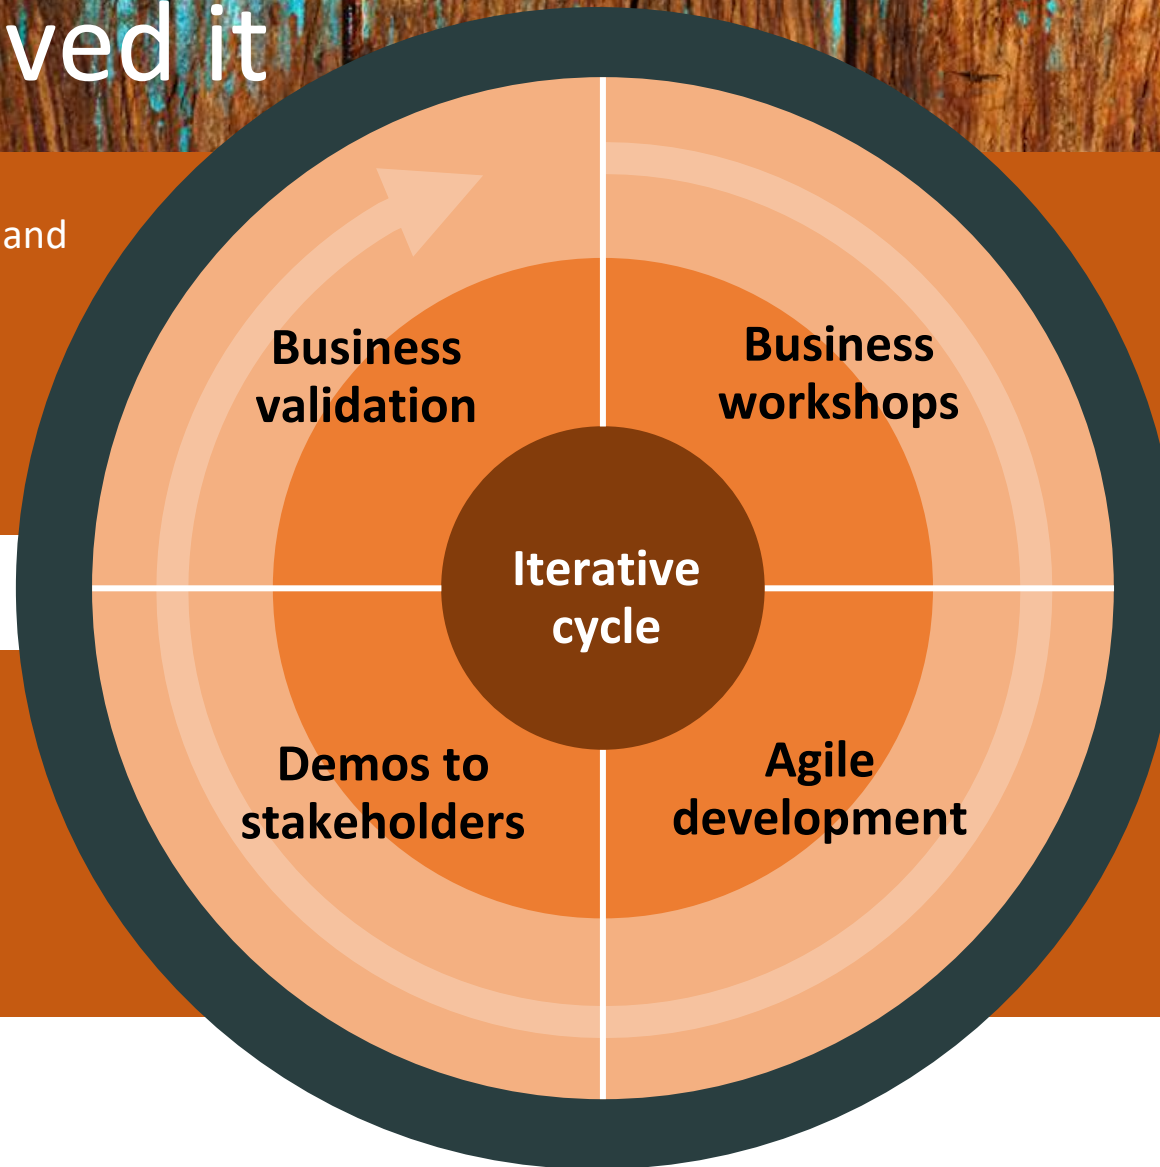 ved it
and
Business
validation
Business
workshops
Iterative
cycle
Demos to
stakeholders
Agile
development